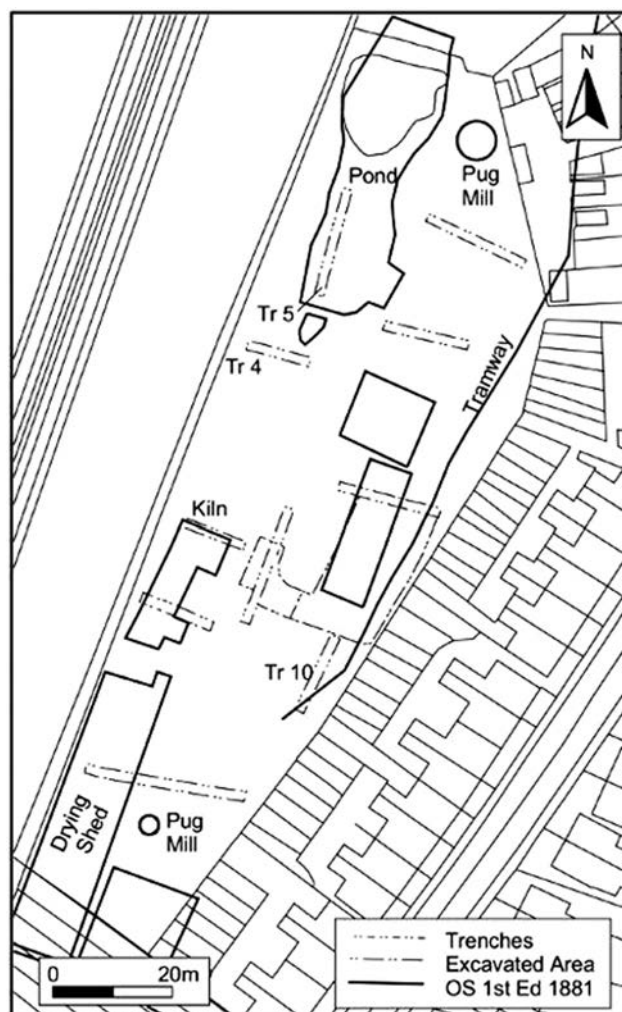 N
Pug
Mill
Pond
Tr 5
Tr 4
Tramway
Kiln
Tr 10
Drying
Shed
Pug
Mill
Trenches
Excavated Area
OS 1st Ed 1881
0 20m